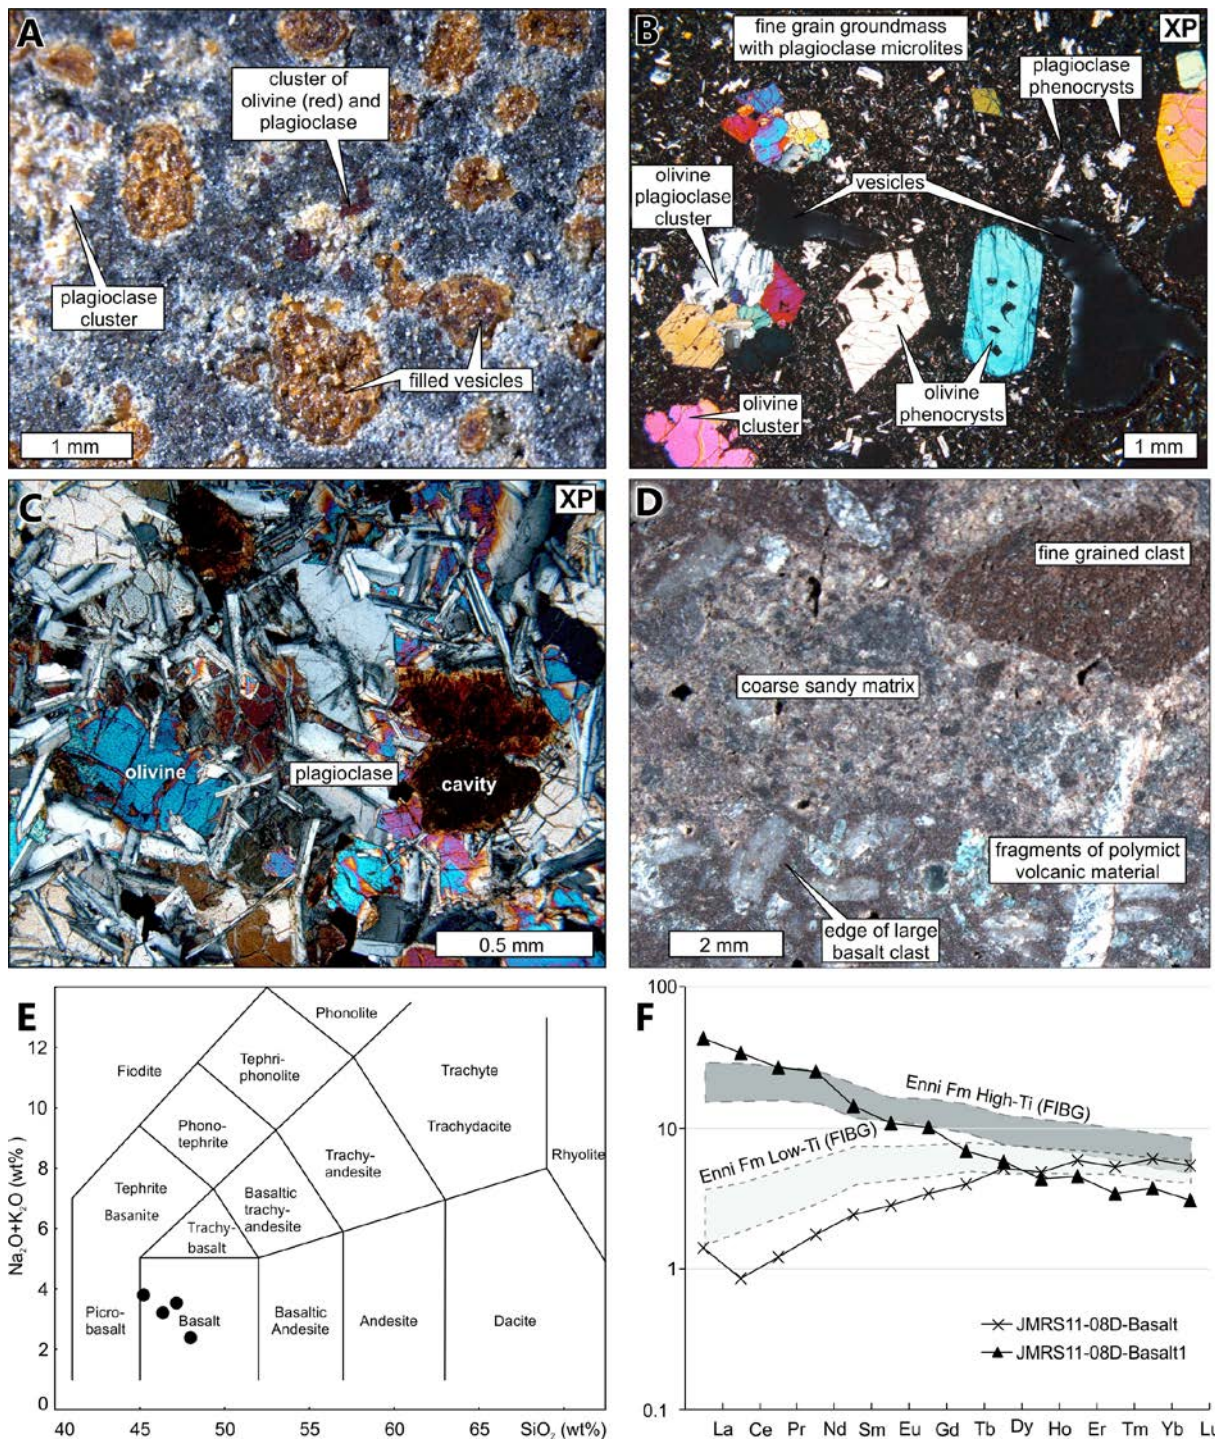 A
cluster of
olivine (red) and
plagioclase
plagioclase
cluster
filled vesicles
1 mm
B
fine grain groundmass
with plagioclase microlites
XP
plagioclase
phenocrysts
olivine
plagioclase
cluster
vesicles
olivine
cluster
olivine
phenocrysts
1 mm
C
XP
olivine
plagioclase
cavity
0.5 mm
D
fine grained clast
coarse sandy matrix
fragments of polymict
volcanic material
edge of large
basalt clast
2 mm
E
Na₂O+K₂O (wt%)
12
10
8
6
4
2
0
Phonolite
Fiodite
Tephri-
phonolite
Trachyte
Phono-
tephrite
Trachydacite
Trachy-
andesite
Rhyolite
Tephrite
Basanite
Basaltic
trachy-
andesite
Trachy-
basalt
Picro-
basalt
Basalt
Basaltic
Andesite
Andesite
Dacite
40 45 50 55 60 65 SiO₂ (wt%)
F
100
10
1
0.1
Enni Fm High-Ti (FIBG)
Enni Fm Low-Ti (FIBG)
JMRS11-08D-Basalt
JMRS11-08D-Basalt1
La Ce Pr Nd Sm Eu Gd Tb Dy Ho Er Tm Yb Lu